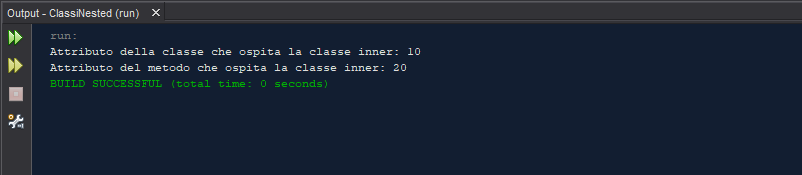 Output - ClassiNested (run)
run:
Attributo della classe che ospita la classe inner: 10
Attributo del metodo che ospita la classe inner: 20
BUILD SUCCESSFUL (total time: 0 seconds)